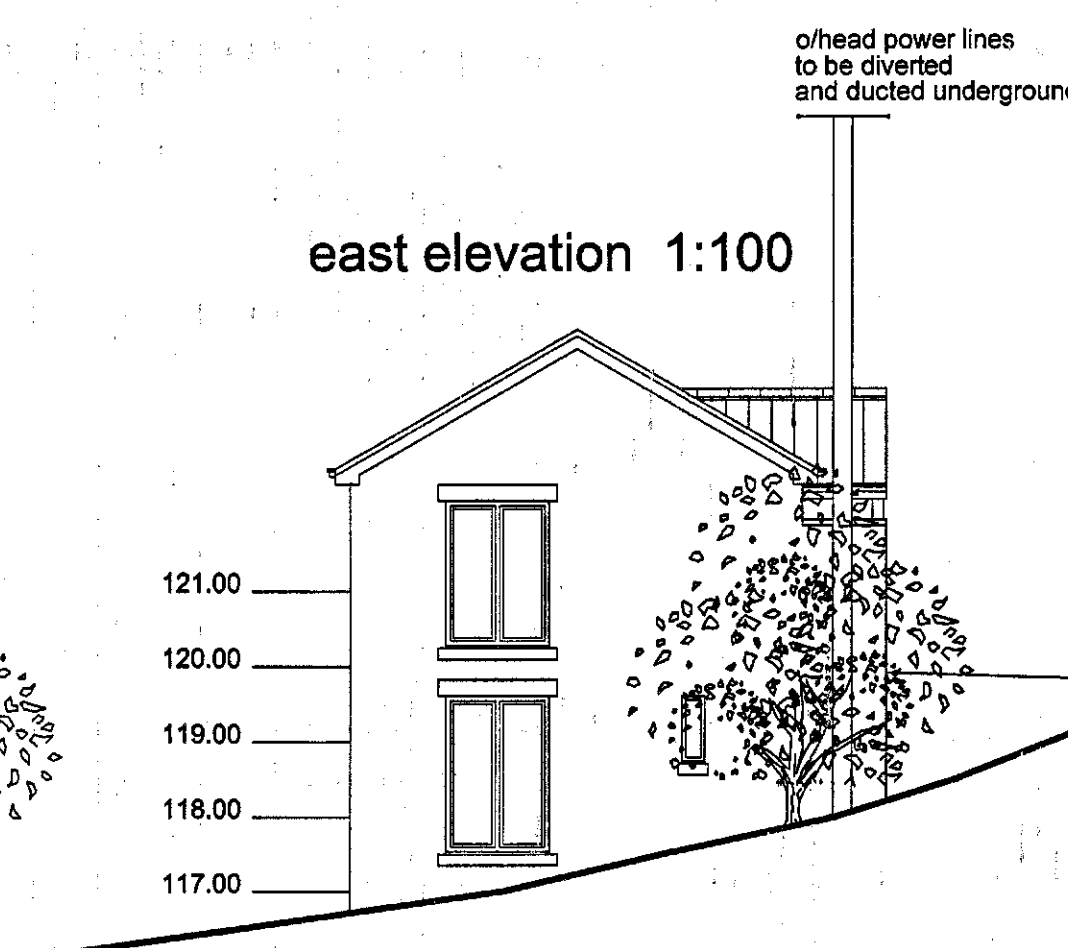 o/head power lines
to be diverted
and ducted underground
east elevation 1:100
121.00
120.00
119.00
118.00
117.00